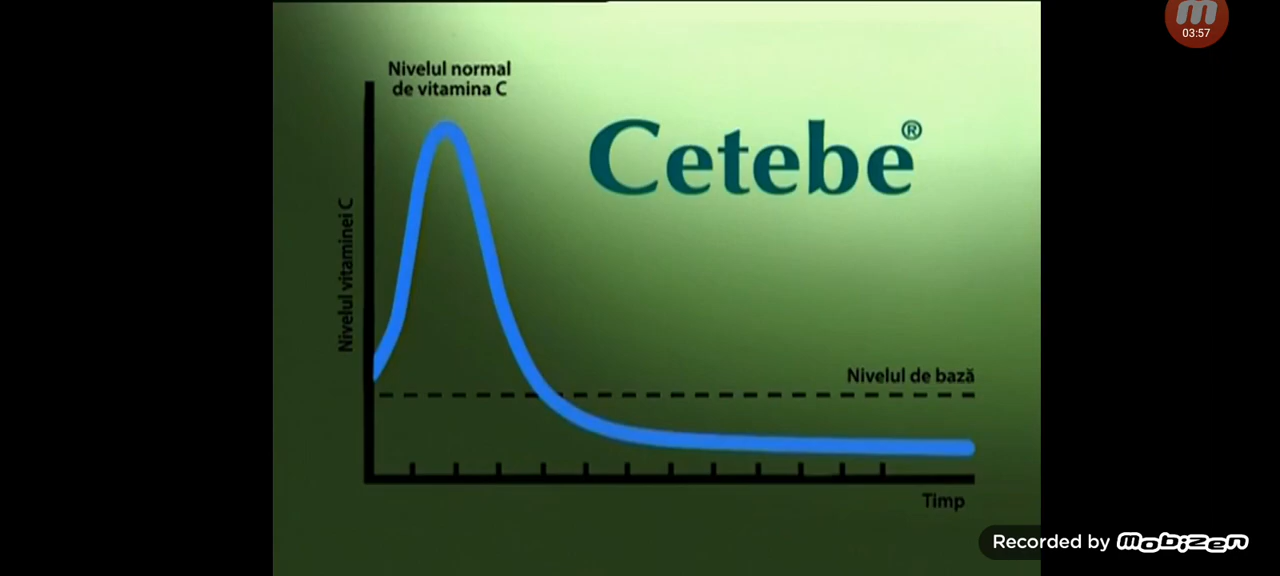 03:57
Nivelul normal
de vitamina C
Cetebe®
Nivelul vitaminei C
Nivelul de bază
Timp
Recorded by mobizen